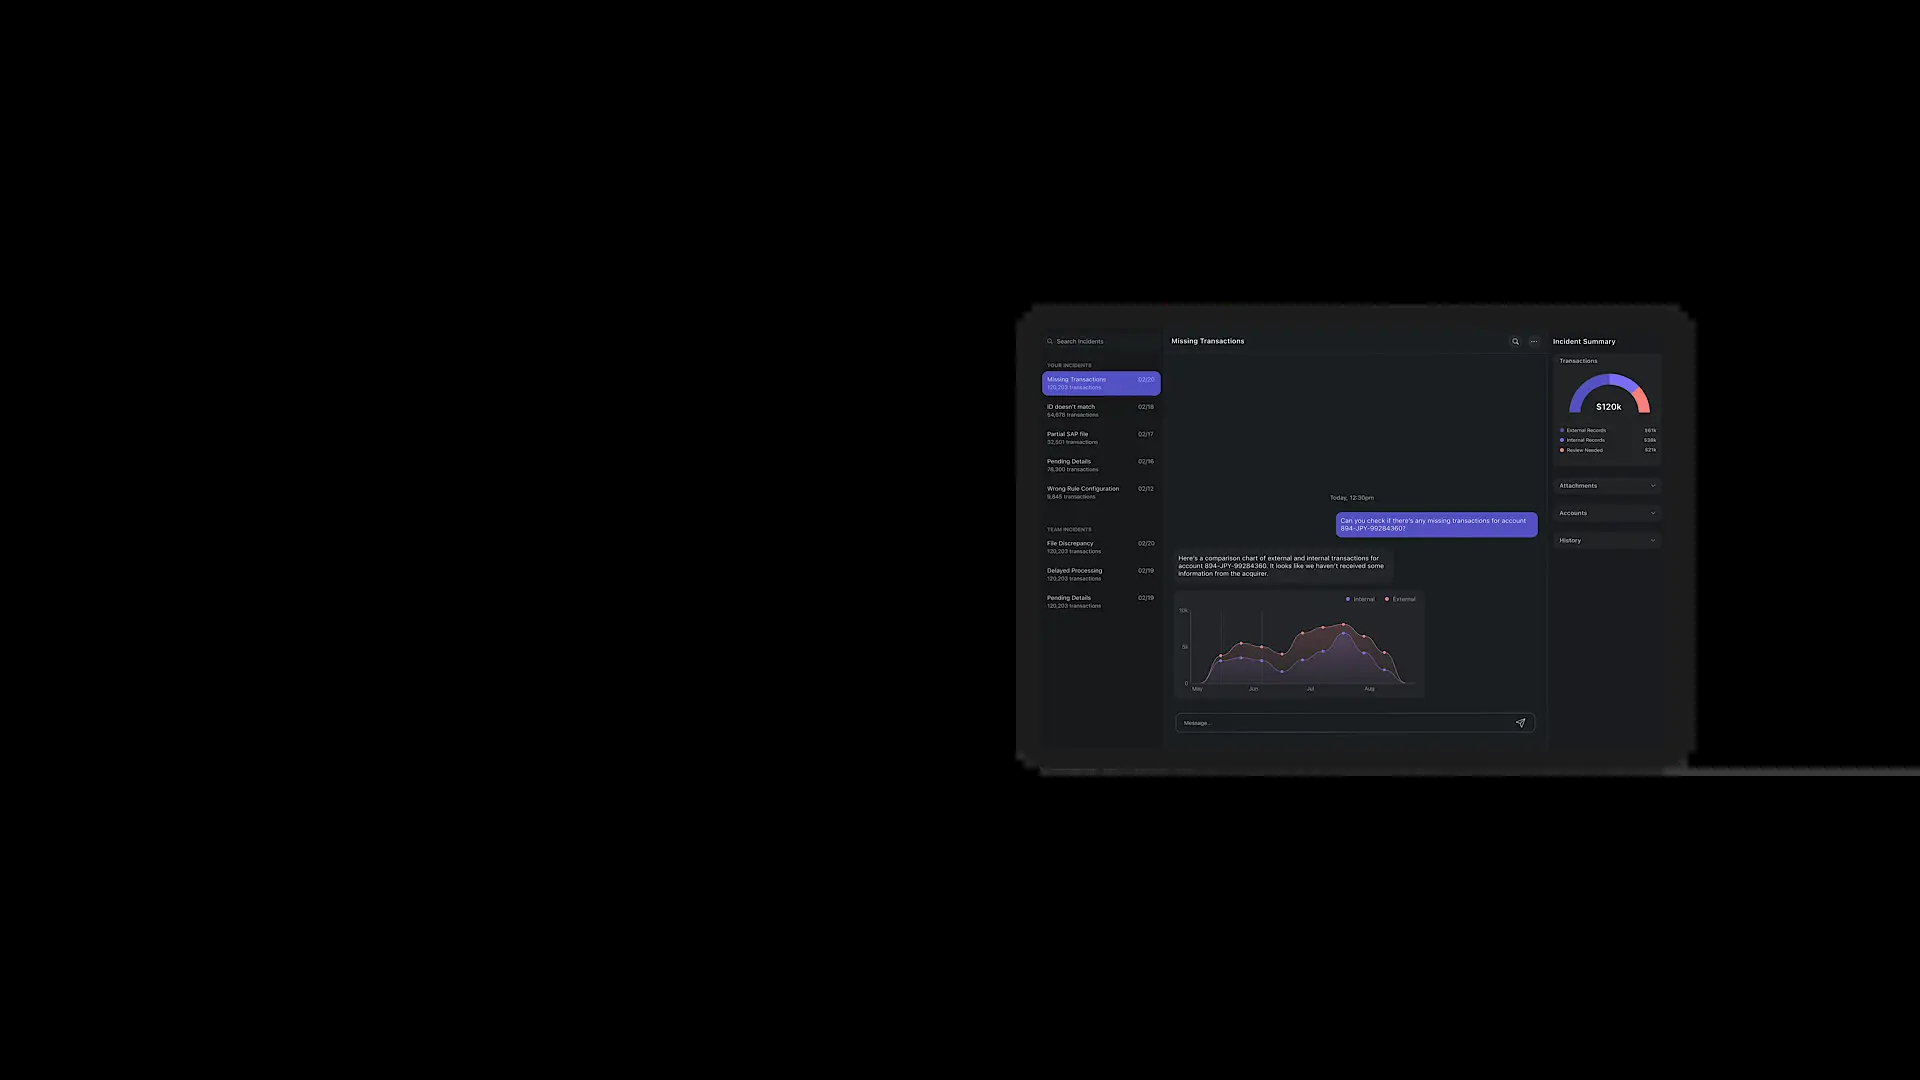 Search Incidents
YOUR INCIDENTS
Missing Transactions 02/20
120,203 transactions
ID doesn't match 02/18
54,678 transactions
Partial SAP file 02/17
32,501 transactions
Pending Details 02/16
78,300 transactions
Wrong Rule Configuration 02/12
9,645 transactions
TEAM INCIDENTS
File Discrepancy 02/20
120,203 transactions
Delayed Processing 02/19
120,203 transactions
Pending Details 02/19
120,203 transactions
Missing Transactions
Today, 12:30pm
Can you check if there's any missing transactions for account
894-JPY-99284360?
Here's a comparison chart of external and internal transactions for
account 894-JPY-99284360. It looks like we haven't received some
information from the acquirer.
Internal External
10k
5k
0
May Jun Jul Aug
Message...
Incident Summary
Transactions
$120k
External Records $61k
Internal Records $38k
Review Needed $21k
Attachments
Accounts
History